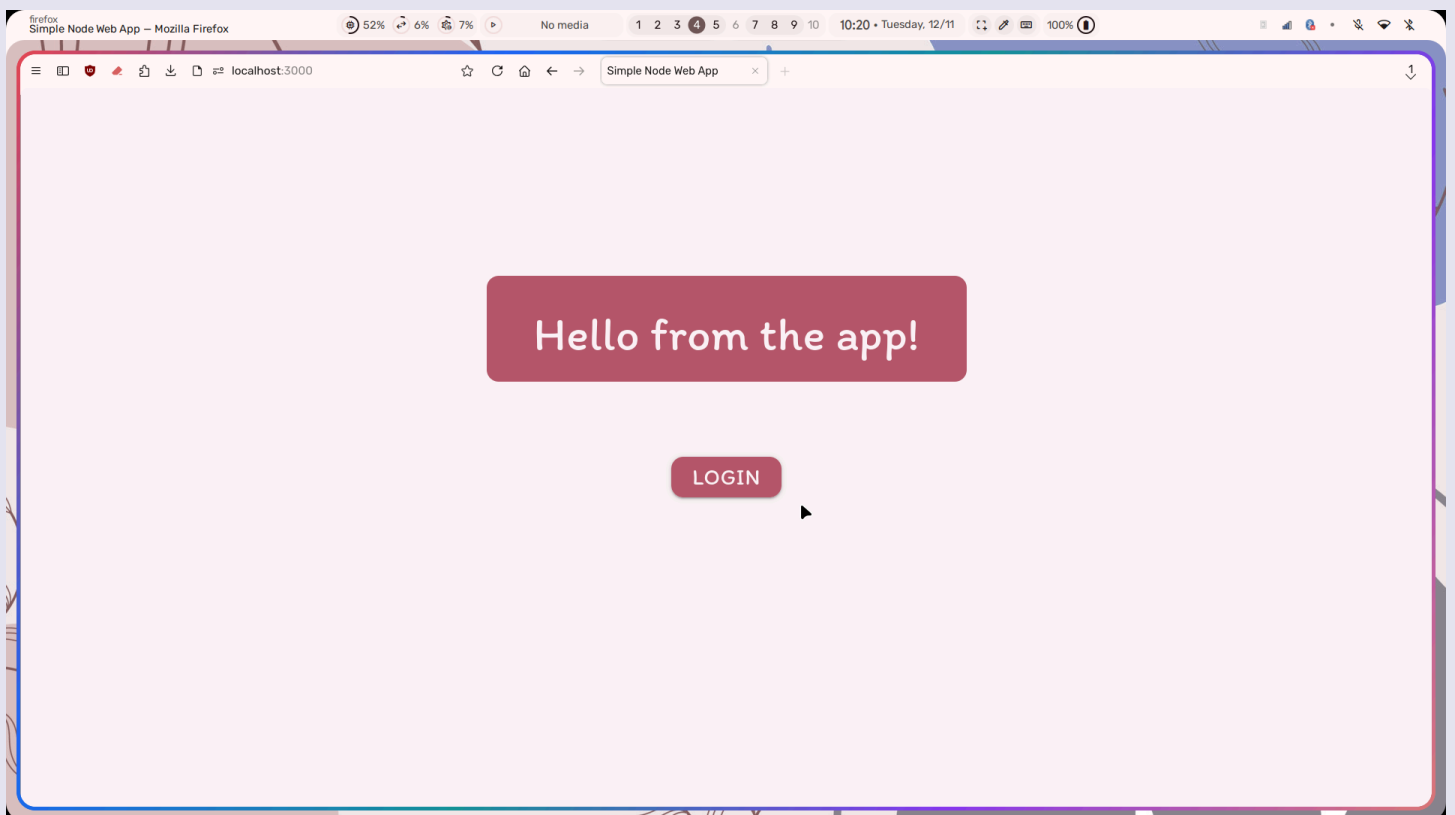 firefox
Simple Node Web App — Mozilla Firefox
52% 6% 7% No media 1 2 3 4 5 6 7 8 9 10 10:20 • Tuesday, 12/11 100%
localhost:3000 Simple Node Web App 1
Hello from the app!
LOGIN